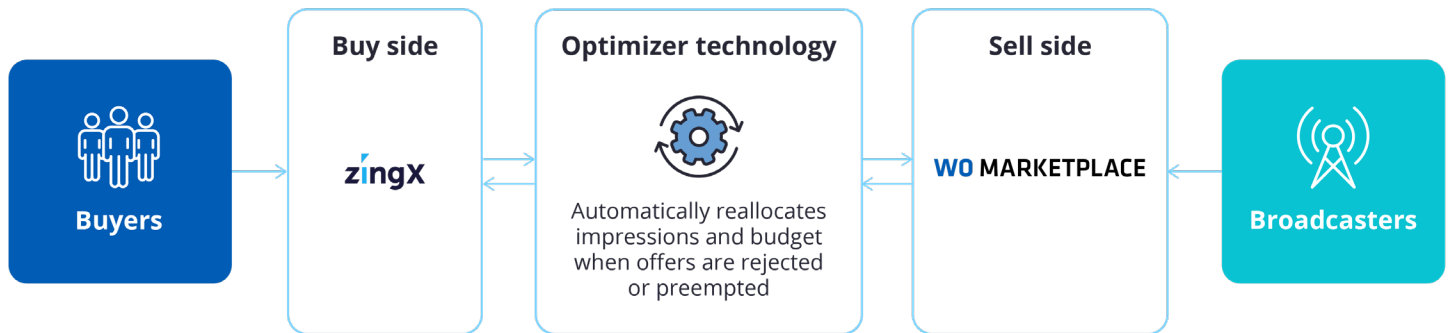 Buyers
Buy side
zingX
Optimizer technology
Automatically reallocates
impressions and budget
when offers are rejected
or preempted
Sell side
WO MARKETPLACE
Broadcasters